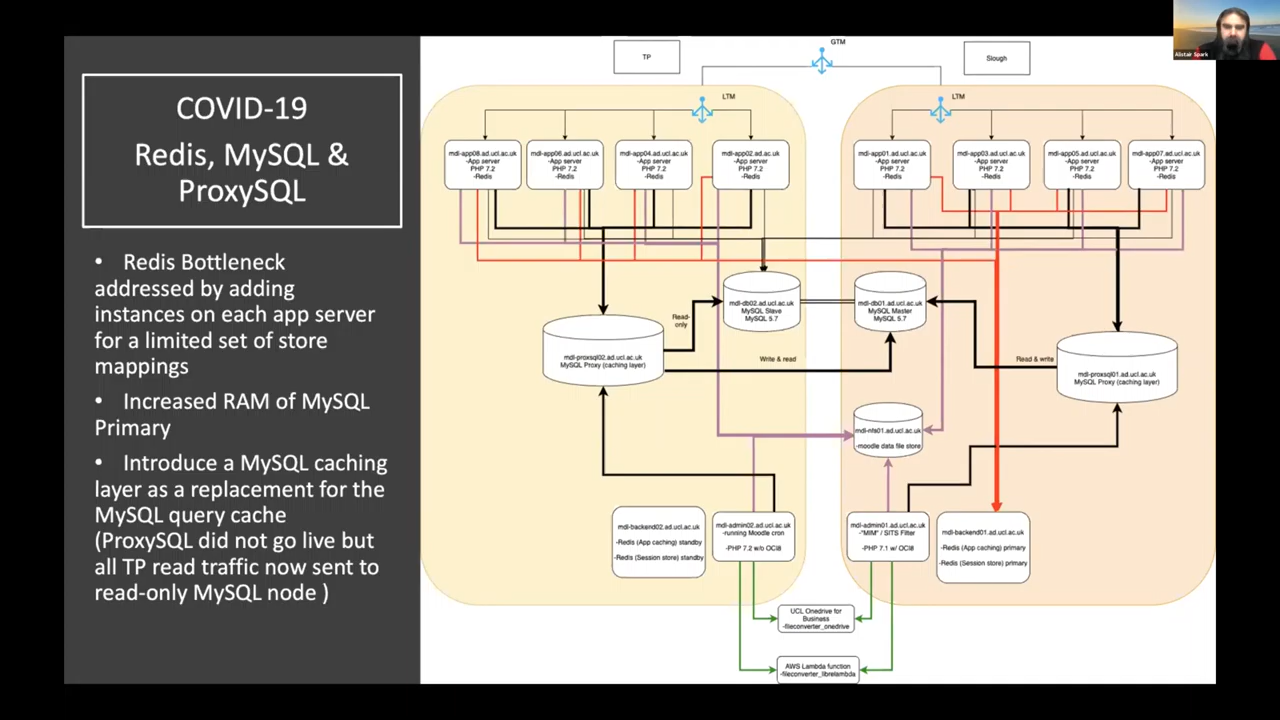 COVID-19
Redis, MySQL &
ProxySQL
• Redis Bottleneck
addressed by adding
instances on each app server
for a limited set of store
mappings
• Increased RAM of MySQL
Primary
• Introduce a MySQL caching
layer as a replacement for the
MySQL query cache
(ProxySQL did not go live but
all TP read traffic now sent to
read-only MySQL node )
TP
GTM
Slough
Alistair Spark
LTM
LTM
mdl-app08.ad.ucl.ac.uk
-App server
PHP 7.2
-Redis
mdl-app06.ad.ucl.ac.uk
-App server
PHP 7.2
-Redis
mdl-app04.ad.ucl.ac.uk
-App server
PHP 7.2
-Redis
mdl-app02.ad.ac.uk
-App server
PHP 7.2
-Redis
mdl-app01.ad.ucl.ac.uk
-App server
PHP 7.2
-Redis
mdl-app03.ad.ucl.ac.uk
-App server
PHP 7.2
-Redis
mdl-app05.ad.ucl.ac.uk
-App server
PHP 7.2
-Redis
mdl-app07.ad.ucl.ac.uk
-App server
PHP 7.2
-Redis
mdl-db02.ad.ucl.ac.uk
MySQL Slave
MySQL 5.7
mdl-db01.ad.ucl.ac.uk
MySQL Master
MySQL 5.7
Read-
only
mdl-proxsql02.ad.ucl.ac.uk
MySQL Proxy (caching layer)
Write & read
Read & write
mdl-proxsql01.ad.ucl.ac.uk
MySQL Proxy (caching layer)
mdl-nfs01.ad.ucl.ac.uk
-moodle data file store
mdl-backend02.ad.ucl.ac.uk
-Redis (App caching) standby
-Redis (Session store) standby
mdl-admin02.ad.ucl.ac.uk
-running Moodle cron
-PHP 7.2 w/o OCI8
mdl-admin01.ad.ucl.ac.uk
-"MIM" / SITS Filter
-PHP 7.1 w/ OCI8
mdl-backend01.ad.ucl.ac.uk
-Redis (App caching) primary
-Redis (Session store) primary
UCL Onedrive for
Business
-fileconverter_onedrive
AWS Lambda function
-fileconverter_librelambda